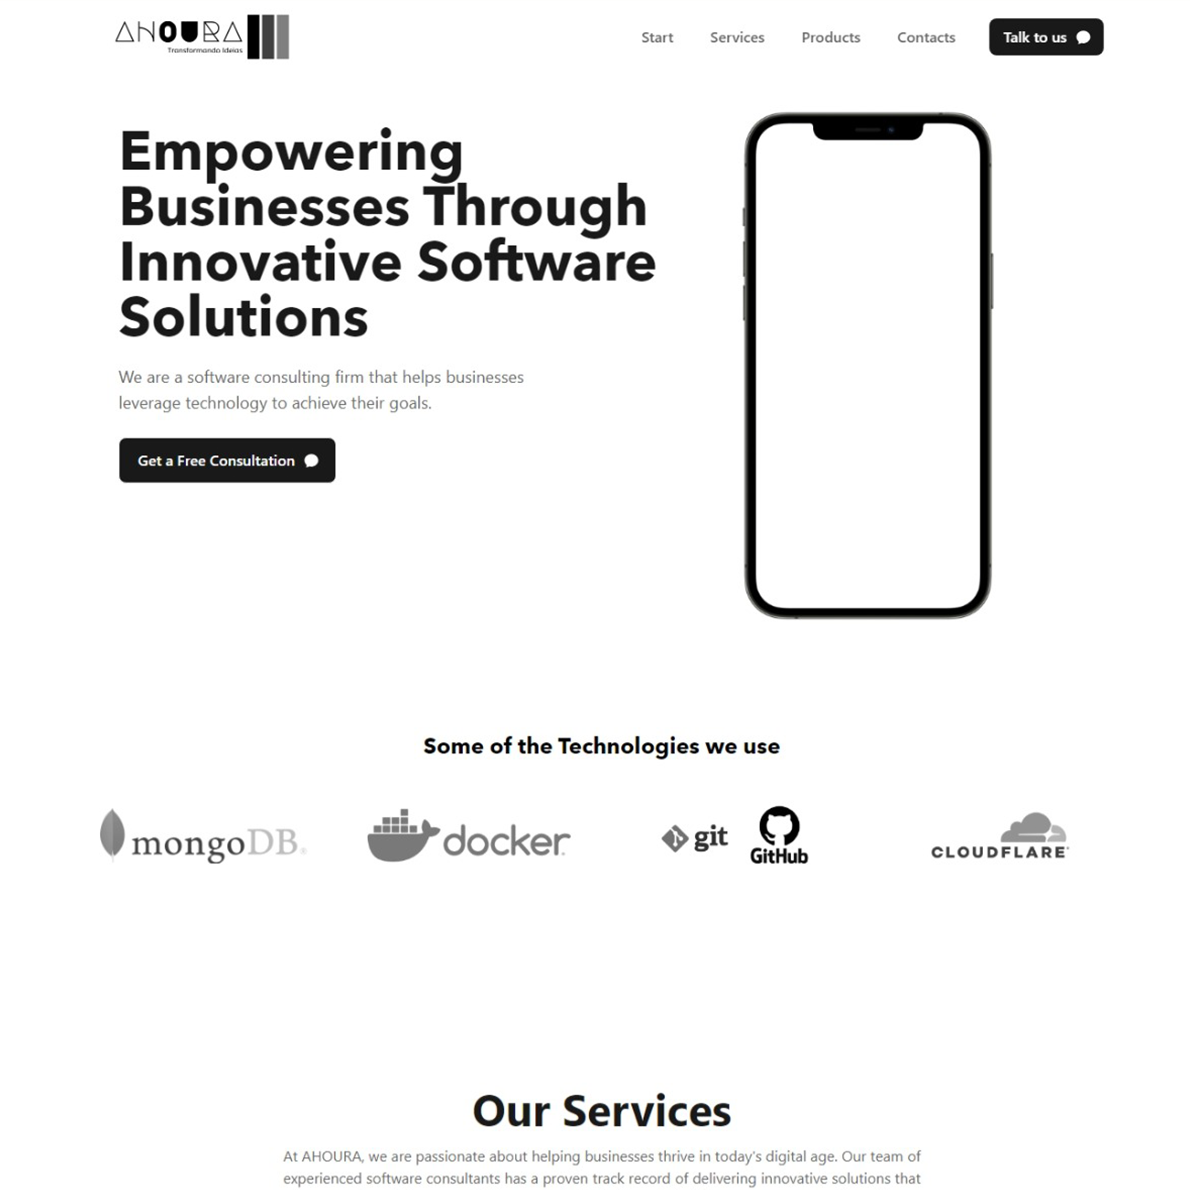 AHOURA
Transformando Ideias
Start
Services
Products
Contacts
Talk to us
Empowering
Businesses Through
Innovative Software
Solutions
We are a software consulting firm that helps businesses
leverage technology to achieve their goals.
Get a Free Consultation
Some of the Technologies we use
mongoDB®
docker
git
GitHub
CLOUDFLARE
Our Services
At AHOURA, we are passionate about helping businesses thrive in today's digital age. Our team of
experienced software consultants has a proven track record of delivering innovative solutions that